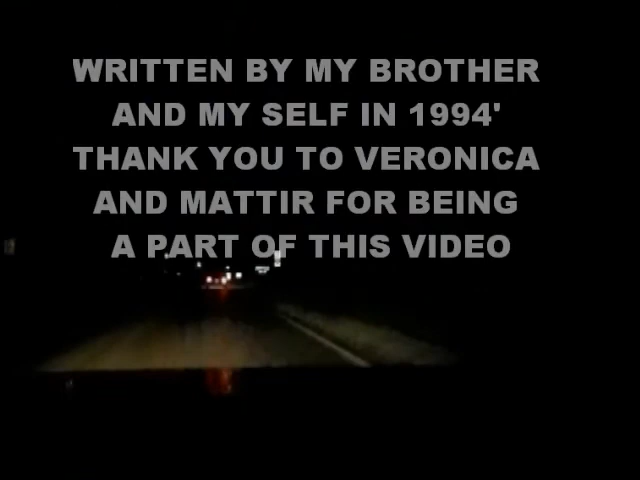 WRITTEN BY MY BROTHER
AND MY SELF IN 1994'
THANK YOU TO VERONICA
AND MATTIR FOR BEING
A PART OF THIS VIDEO